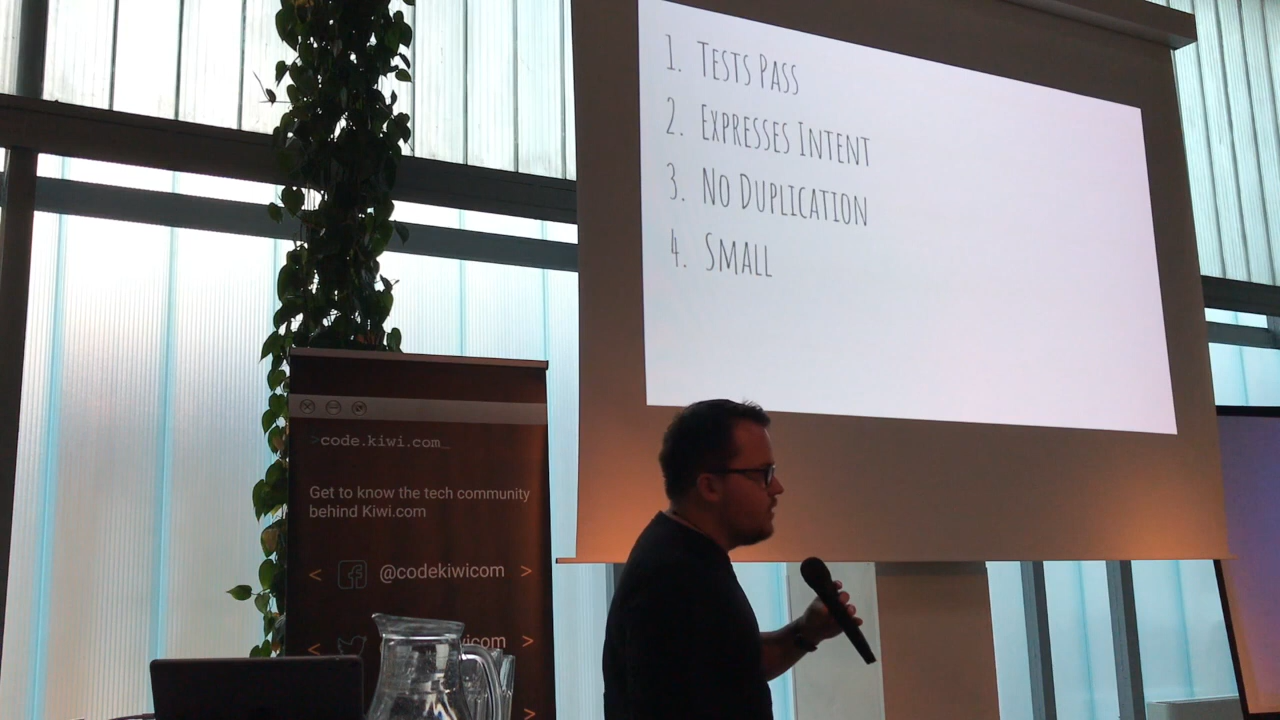 1. Tests Pass
2. Expresses Intent
3. No Duplication
4. Small
>code.kiwi.com_
Get to know the tech community
behind Kiwi.com
< @codekiwicom >
< wicom >
>